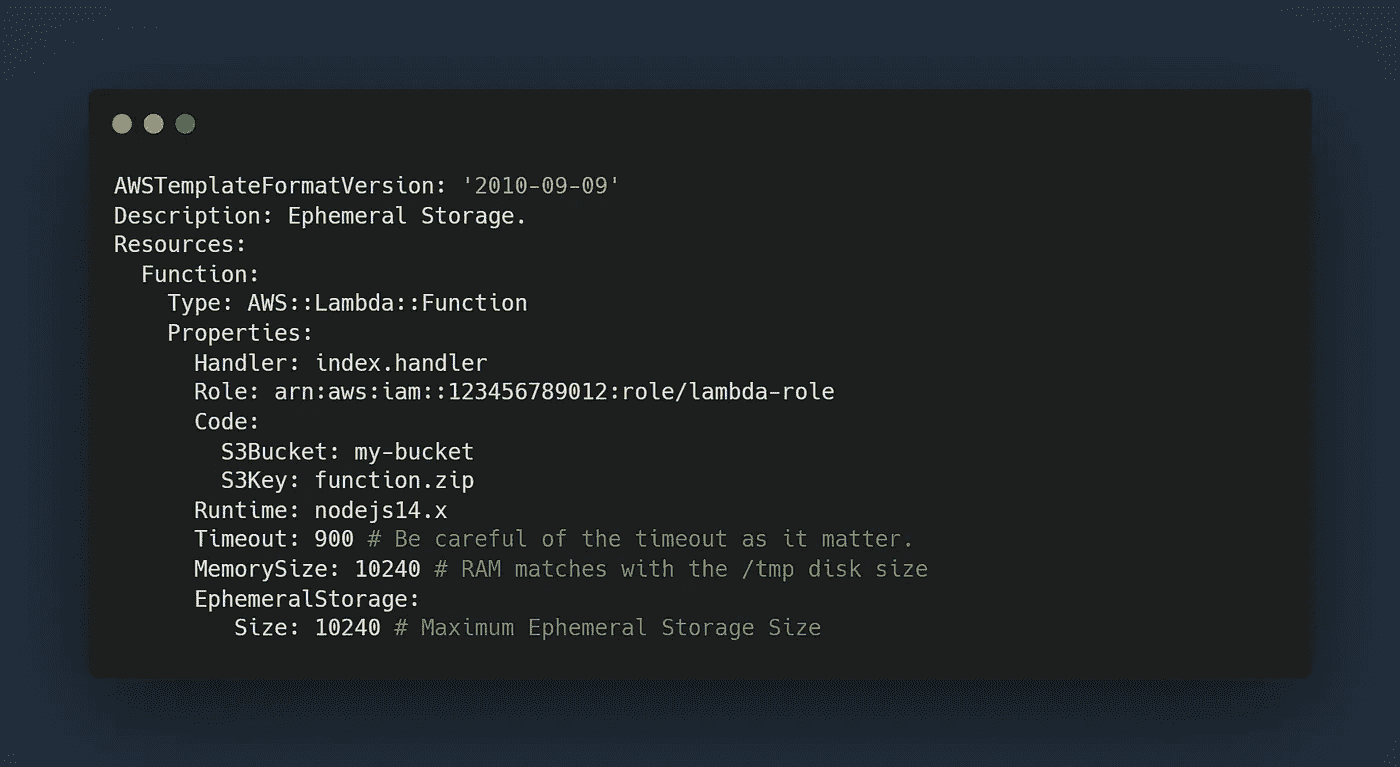 AWSTemplateFormatVersion: '2010-09-09'
Description: Ephemeral Storage.
Resources:
  Function:
    Type: AWS::Lambda::Function
    Properties:
      Handler: index.handler
      Role: arn:aws:iam::123456789012:role/lambda-role
      Code:
        S3Bucket: my-bucket
        S3Key: function.zip
      Runtime: nodejs14.x
      Timeout: 900 # Be careful of the timeout as it matter.
      MemorySize: 10240 # RAM matches with the /tmp disk size
      EphemeralStorage:
         Size: 10240 # Maximum Ephemeral Storage Size